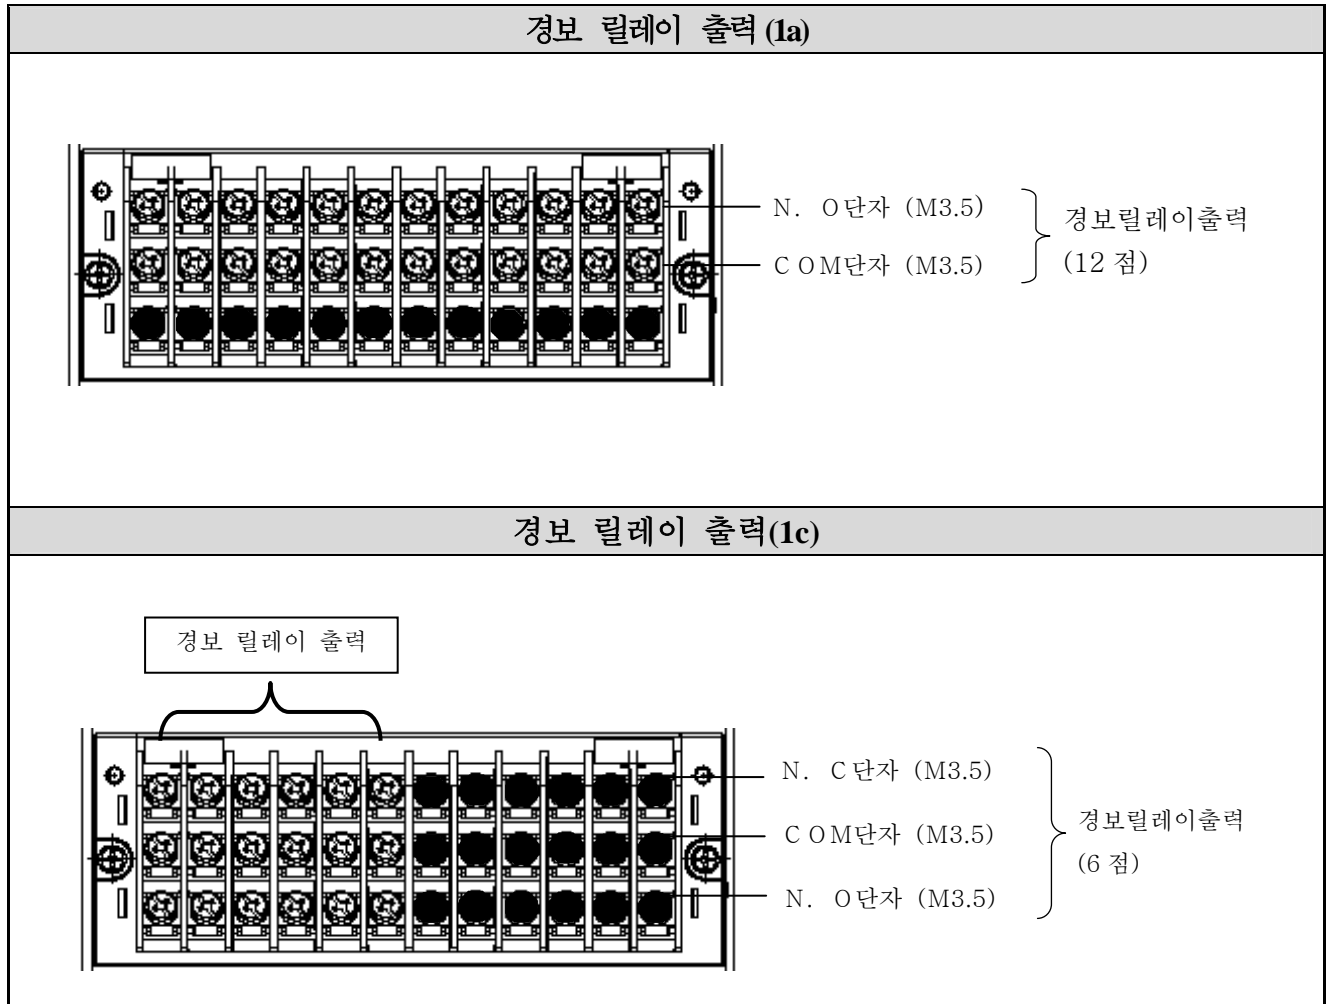 경보 릴레이 출력 (1a)
N. O단자 (M3.5)
COM단자 (M3.5)
경보릴레이출력
(12 점)
경보 릴레이 출력(1c)
경보 릴레이 출력
N. C단자 (M3.5)
COM단자 (M3.5)
N. O단자 (M3.5)
경보릴레이출력
(6 점)